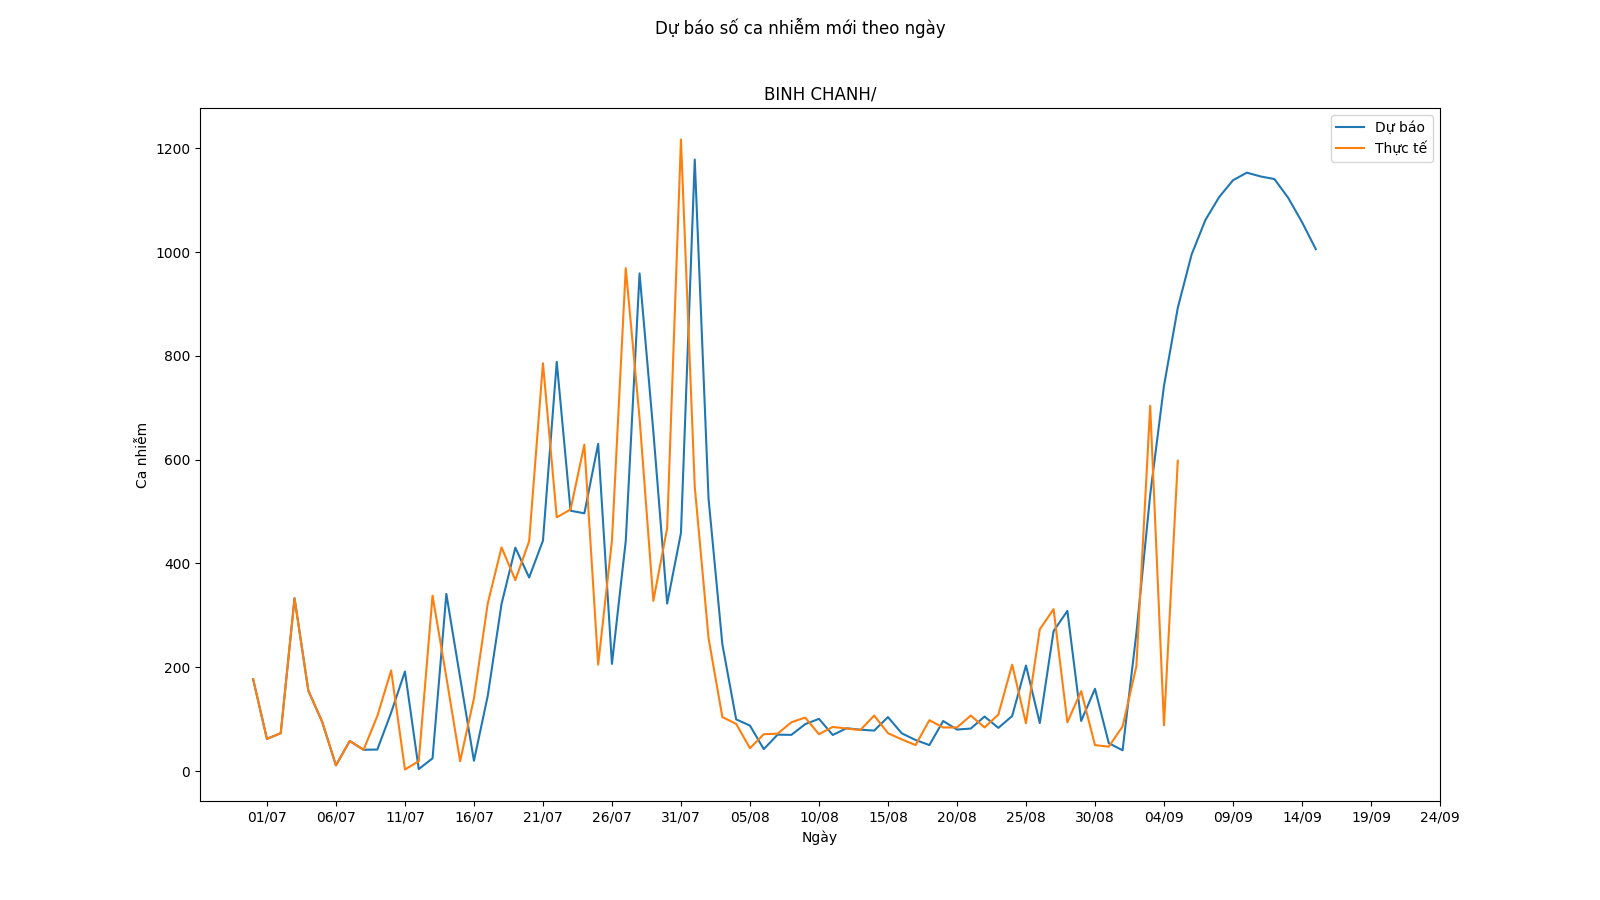 Dự báo số ca nhiễm mới theo ngày
BINH CHANH/
Dự báo
Thực tế
1200
1000
800
600
400
200
0
Ca nhiễm
01/07 06/07 11/07 16/07 21/07 26/07 31/07 05/08 10/08 15/08 20/08 25/08 30/08 04/09 09/09 14/09 19/09 24/09
Ngày